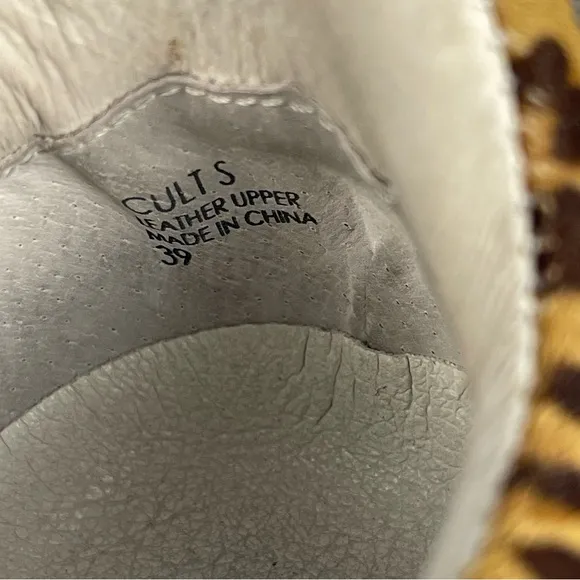 CULT S
LEATHER UPPER
MADE IN CHINA
39